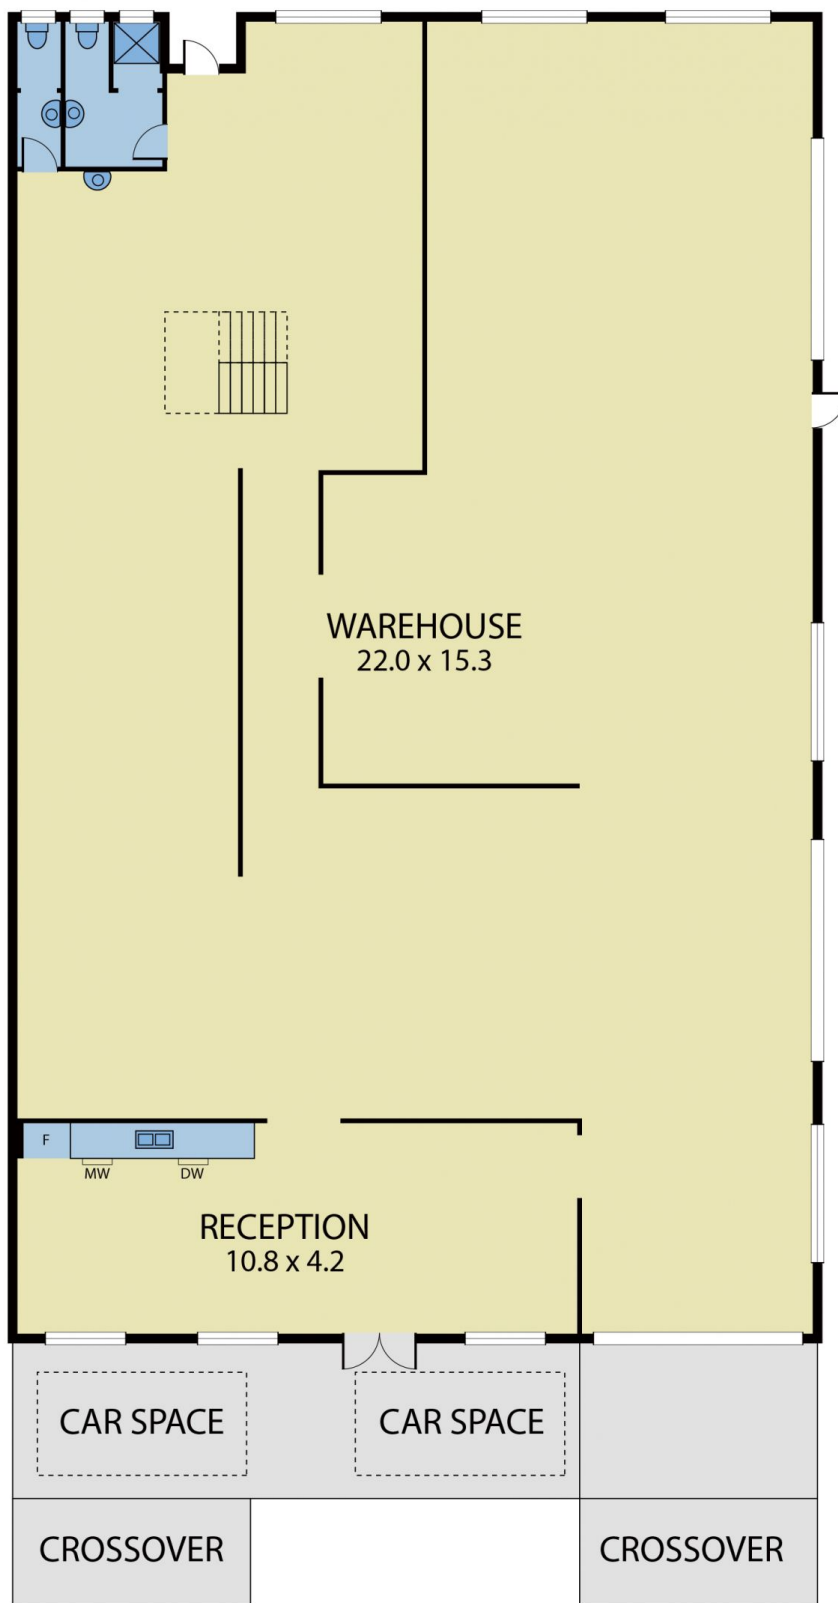 WAREHOUSE
22.0 x 15.3
F
MW
DW
RECEPTION
10.8 x 4.2
CAR SPACE
CAR SPACE
CROSSOVER
CROSSOVER